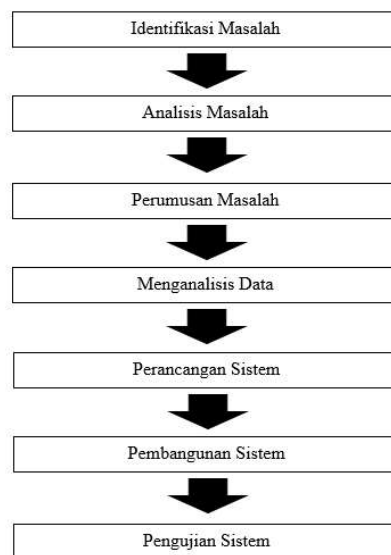 Identifikasi Masalah
Analisis Masalah
Perumusan Masalah
Menganalisis Data
Perancangan Sistem
Pembangunan Sistem
Pengujian Sistem